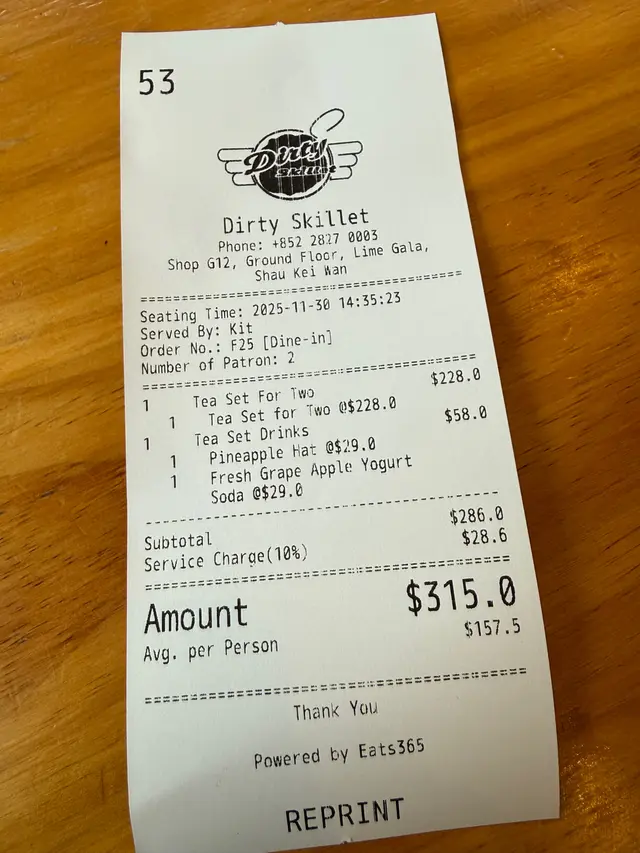 53
Dirty
Skillet
Dirty Skillet
Phone: +852 2827 0003
Shop G12, Ground Floor, Lime Gala,
Shau Kei Wan
Seating Time: 2025-11-30 14:35:23
Served By: Kit
Order No.: F25 [Dine-in]
Number of Patron: 2
1 Tea Set For Two $228.0
1 Tea Set for Two @$228.0
1 Tea Set Drinks $58.0
1 Pineapple Hat @$29.0
1 Fresh Grape Apple Yogurt
Soda @$29.0
Subtotal $286.0
Service Charge(10%) $28.6
Amount $315.0
Avg. per Person $157.5
Thank You
Powered by Eats365
REPRINT